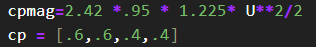 cpmag=2.42 *.95 * 1.225* U**2/2
cp = [.6,.6,.4,.4]